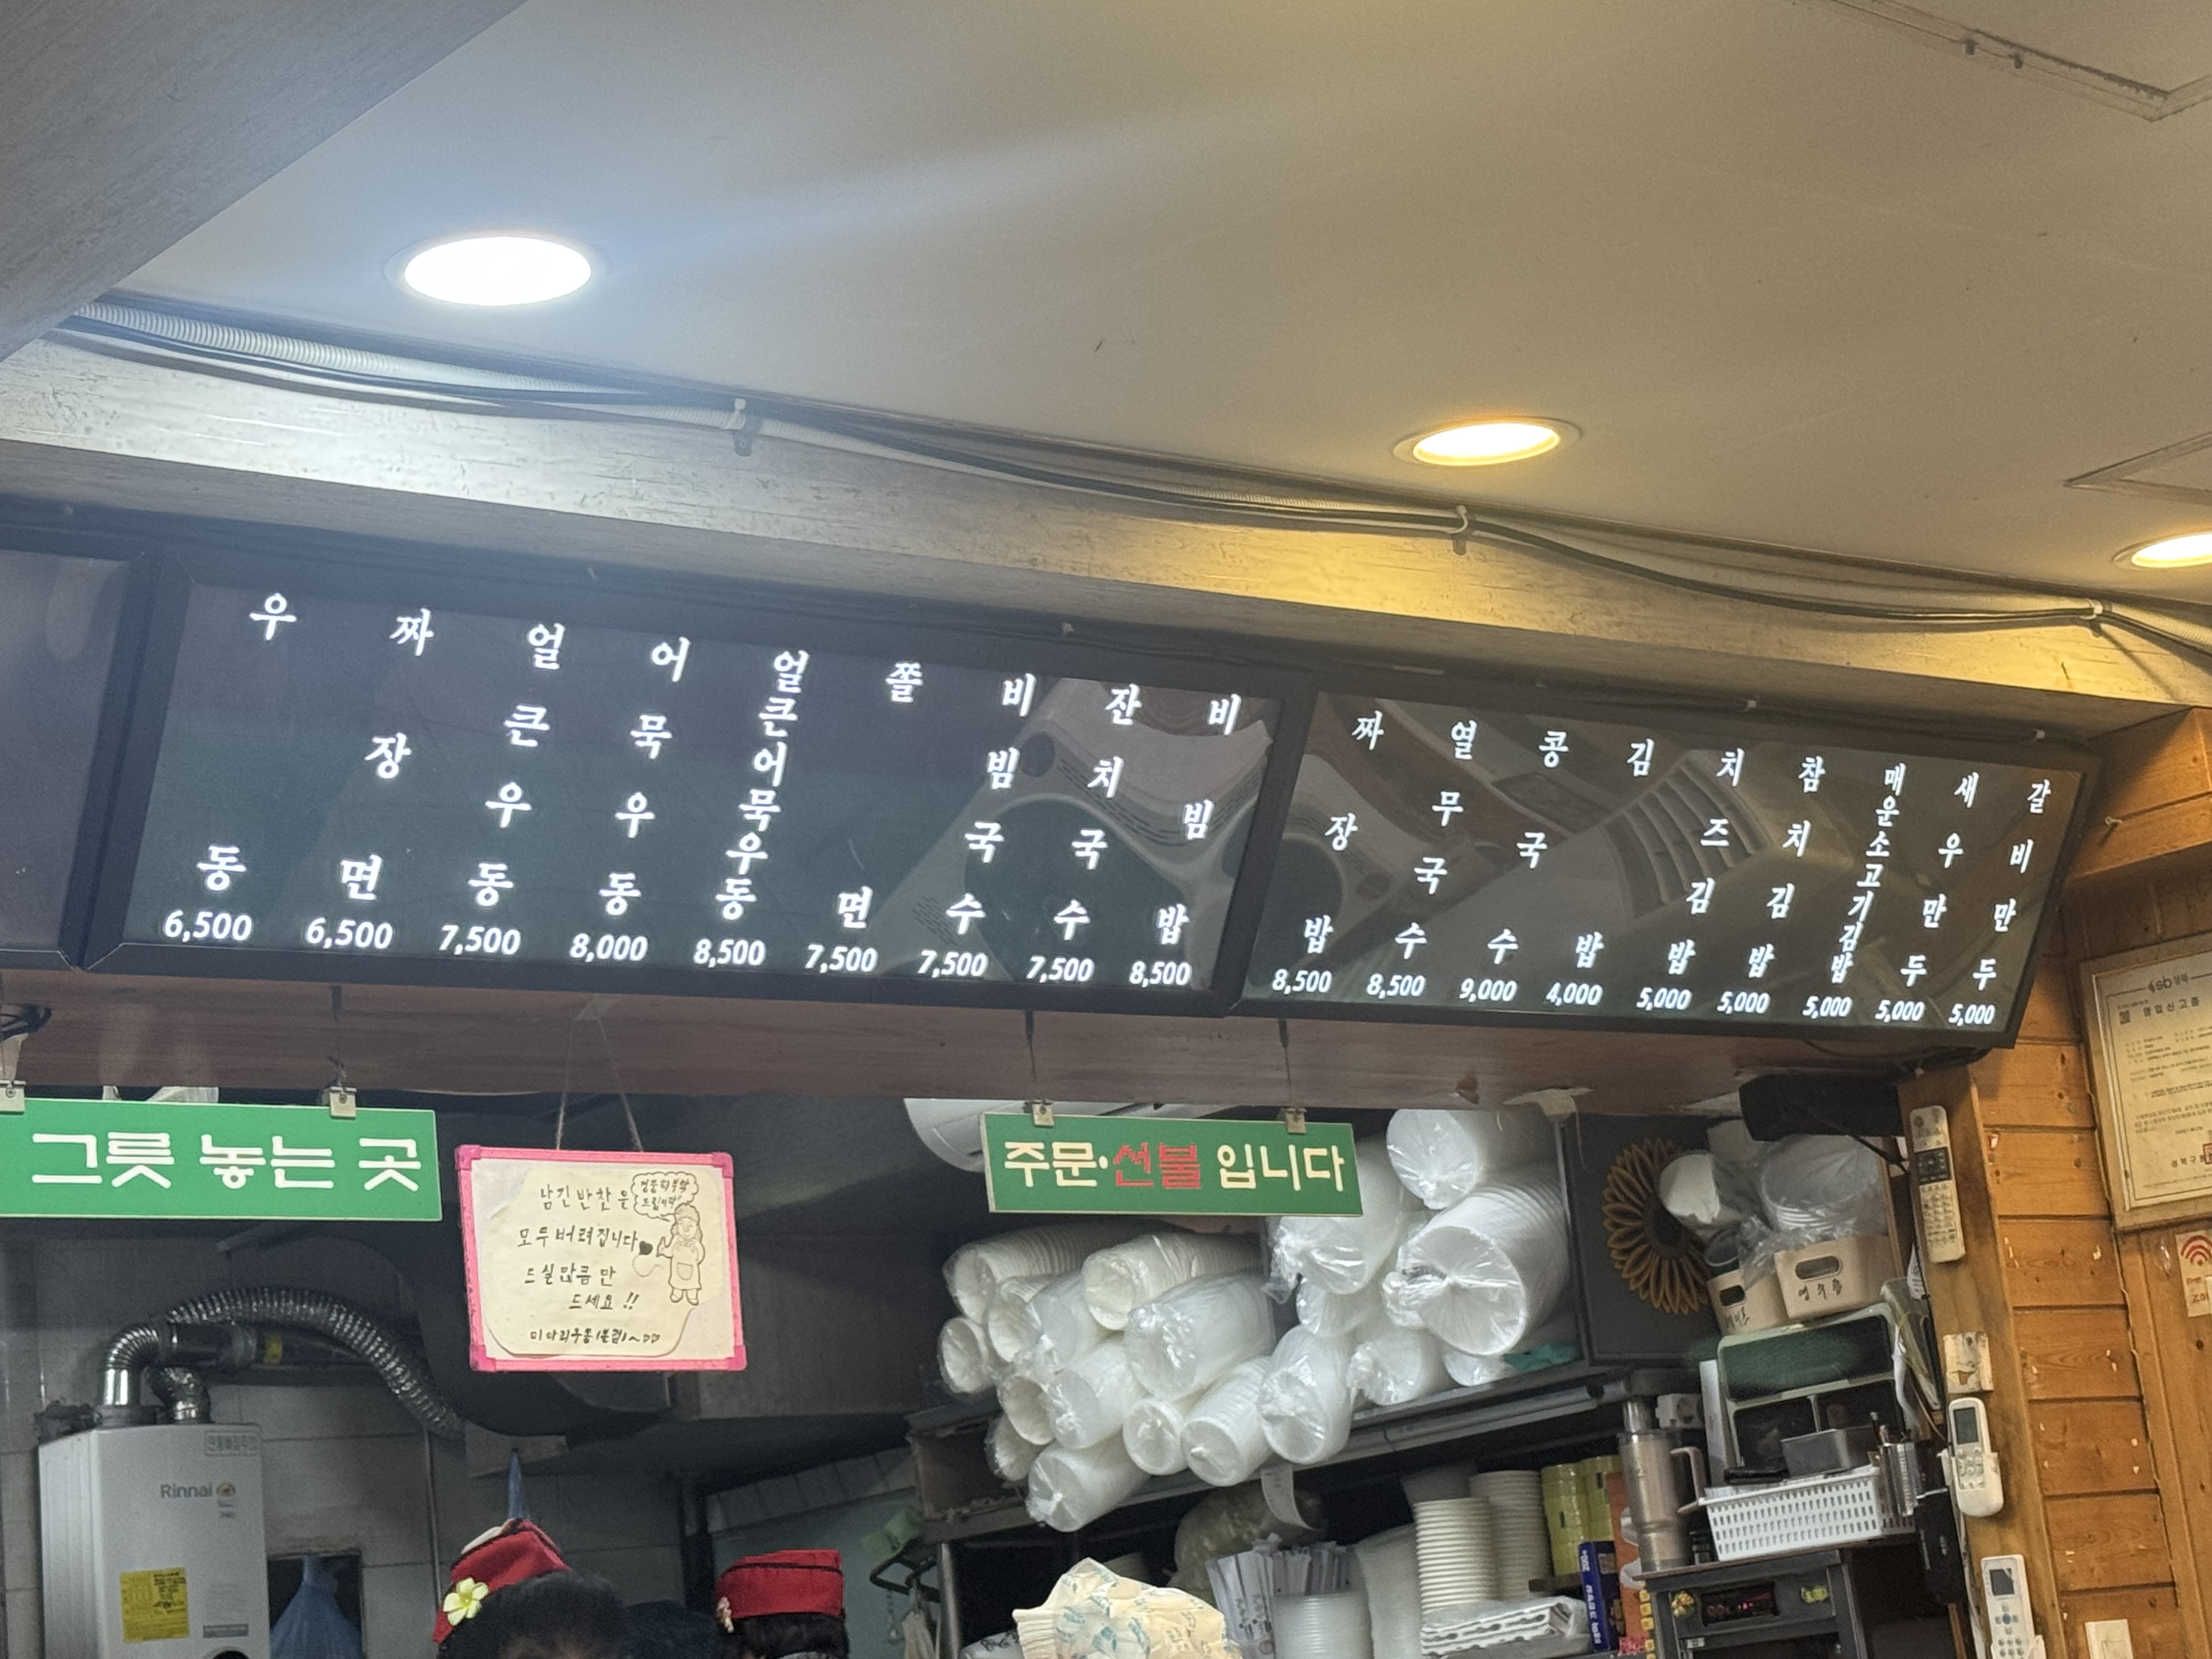 우동 6,500
짜장면 6,500
얼큰우동 7,500
어묵우동 8,000
얼큰어묵우동 8,500
쫄면 7,500
비빔국수 7,500
잔치국수 7,500
비빔밥 8,500
짜장밥 8,500
열무국수 8,500
콩국수 9,000
김밥 4,000
치즈김밥 5,000
참치김밥 5,000
매운소고기김밥 5,000
새우만두 5,000
갈비만두 5,000
그릇 놓는 곳
주문·선불 입니다
남긴 반찬은
모두 버려집니다
드실만큼만
드세요 !!
Rinnai
영업신고증